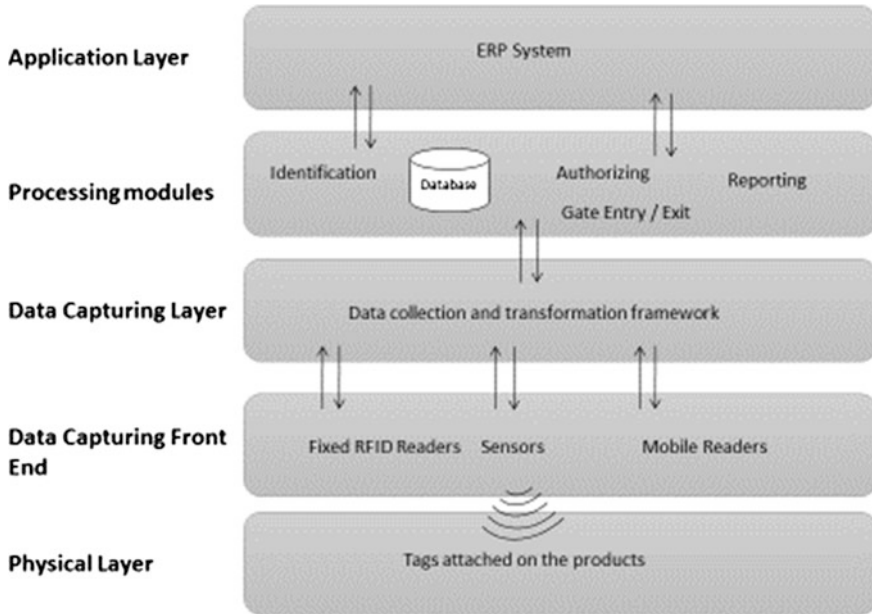 Application Layer
ERP System
Processing modules
Identification
Database
Authorizing
Reporting
Gate Entry / Exit
Data Capturing Layer
Data collection and transformation framework
Data Capturing Front
End
Fixed RFID Readers
Sensors
Mobile Readers
Physical Layer
Tags attached on the products